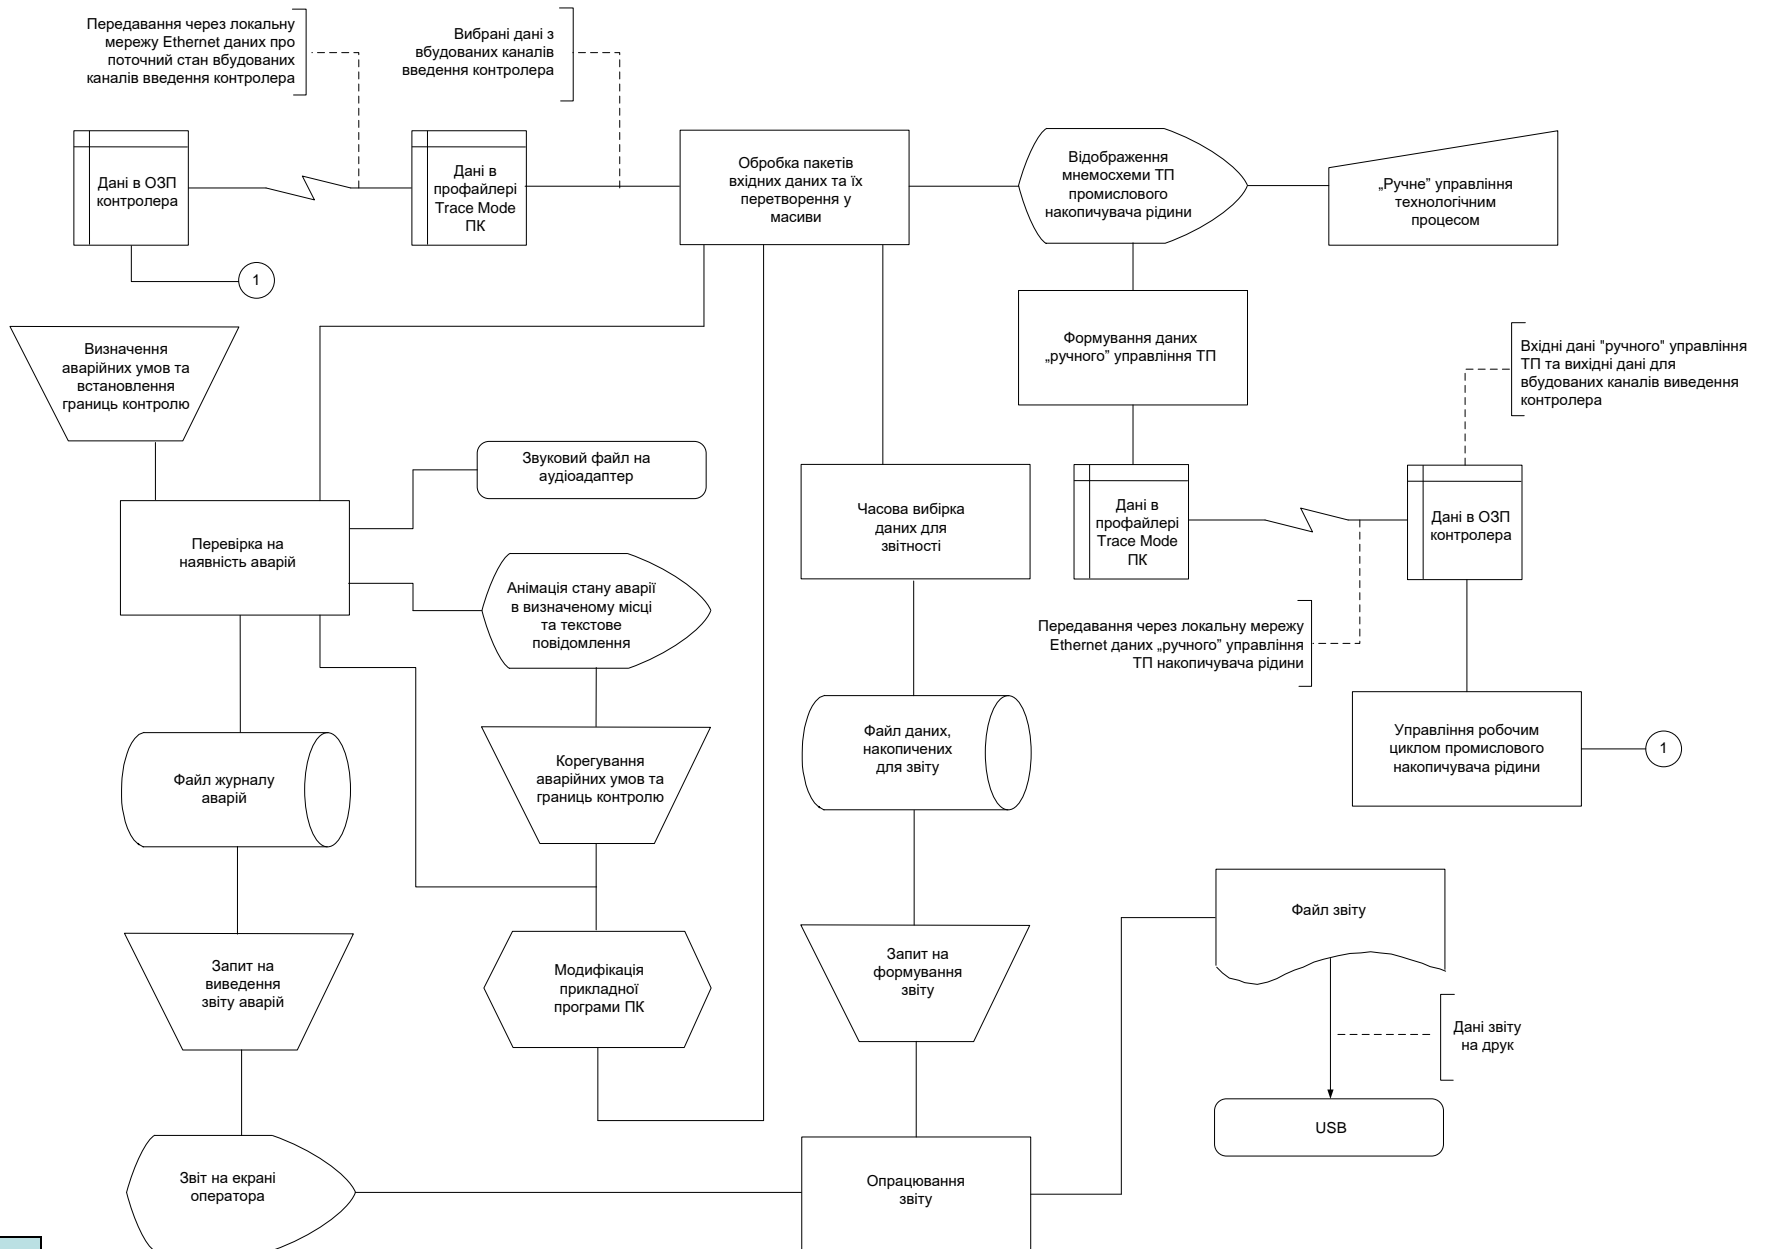 Передавання через локальну
мережу Ethernet даних про
поточний стан вбудованих
каналів введення контролера
Вибрані дані з
вбудованих каналів
введення контролера
Дані в ОЗП
контролера
Дані в
профайлері
Trace Mode
ПК
Обробка пакетів
вхідних даних та їх
перетворення у
масиви
Відображення
мнемосхеми ТП
промислового
накопичувача рідини
„Ручне” управління
технологічним
процесом
1
Визначення
аварійних умов та
встановлення
границь контролю
Формування даних
„ручного” управління ТП
Вхідні дані "ручного" управління
ТП та вихідні дані для
вбудованих каналів виведення
контролера
Звуковий файл на
аудіоадаптер
Перевірка на
наявність аварій
Часова вибірка
даних для
звітності
Дані в
профайлері
Trace Mode
ПК
Дані в ОЗП
контролера
Анімація стану аварії
в визначеному місці
та текстове
повідомлення
Передавання через локальну мережу
Ethernet даних „ручного” управління
ТП накопичувача рідини
Файл журналу
аварій
Корегування
аварійних умов та
границь контролю
Файл даних,
накопичених
для звіту
Управління робочим
циклом промислового
накопичувача рідини
1
Файл звіту
Запит на
виведення
звіту аварій
Модифікація
прикладної
програми ПК
Запит на
формування
звіту
Дані звіту
на друк
USB
Звіт на екрані
оператора
Опрацювання
звіту